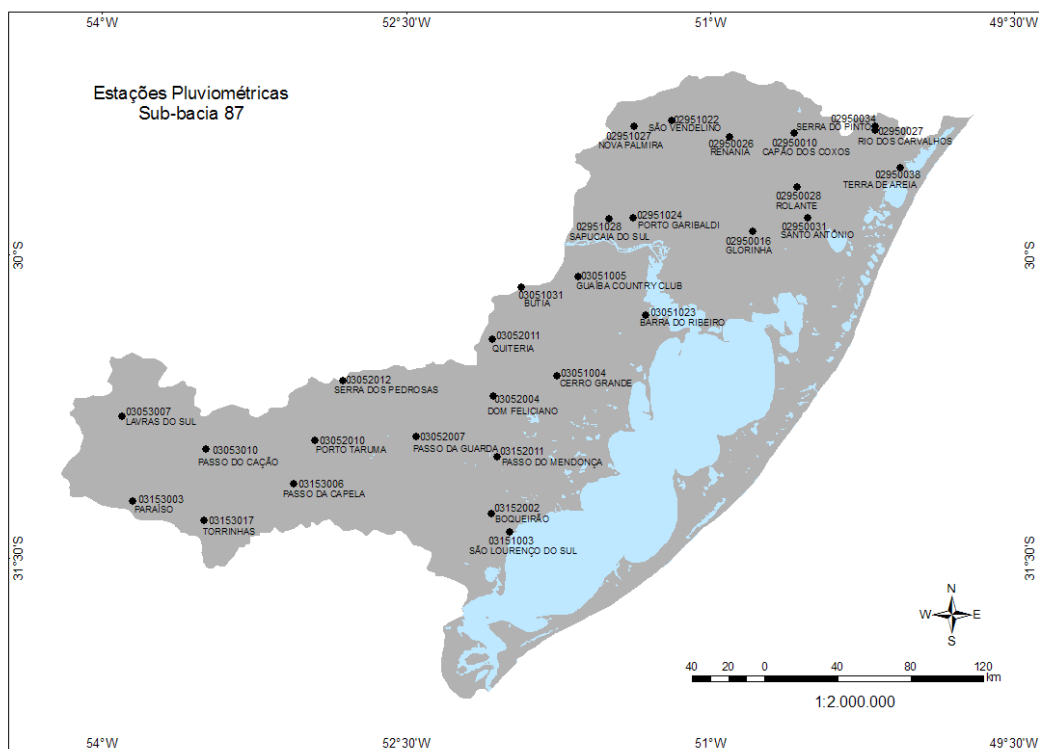 54°W 52°30'W 51°W 49°30'W
Estações Pluviométricas
Sub-bacia 87
02951022
SÃO VENDELINO
02951027
NOVA PALMIRA
02950026
RENANIA
SERRA DO PINTO
02950034
02950010
CAPÃO DOS COXOS
02950027
RIO DOS CARVALHOS
02950038
TERRA DE AREIA
02950028
ROLANTE
02951028
SAPUCAIA DO SUL
02951024
PORTO GARIBALDI
02950031
SANTO ANTÔNIO
02950016
GLORINHA
30°S
30°S
03051005
GUAÍBA COUNTRY CLUB
03051031
BUTIA
03051023
BARRA DO RIBEIRO
03052011
QUITERIA
03051004
CERRO GRANDE
03052012
SERRA DOS PEDROSAS
03052004
DOM FELICIANO
03053007
LAVRAS DO SUL
03052010
PORTO TARUMA
03052007
PASSO DA GUARDA
03053010
PASSO DO CAÇÃO
03152011
PASSO DO MENDONÇA
03153006
PASSO DA CAPELA
03153003
PARAÍSO
03153017
TORRINHAS
03152002
BOQUEIRÃO
03151003
SÃO LOURENÇO DO SUL
31°30'S
31°30'S
N
W E
S
40 20 0 40 80 120
km
1:2.000.000
54°W 52°30'W 51°W 49°30'W